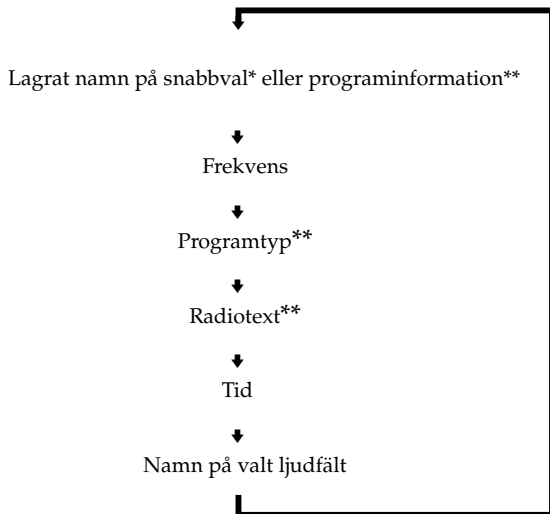 Lagrat namn på snabbval* eller programinformation**
Frekvens
Programtyp**
Radiotext**
Tid
Namn på valt ljudfält